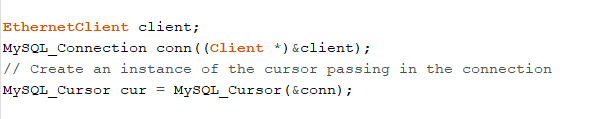 EthernetClient client;
MySQL_Connection conn((Client *)&client);
// Create an instance of the cursor passing in the connection
MySQL_Cursor cur = MySQL_Cursor(&conn);